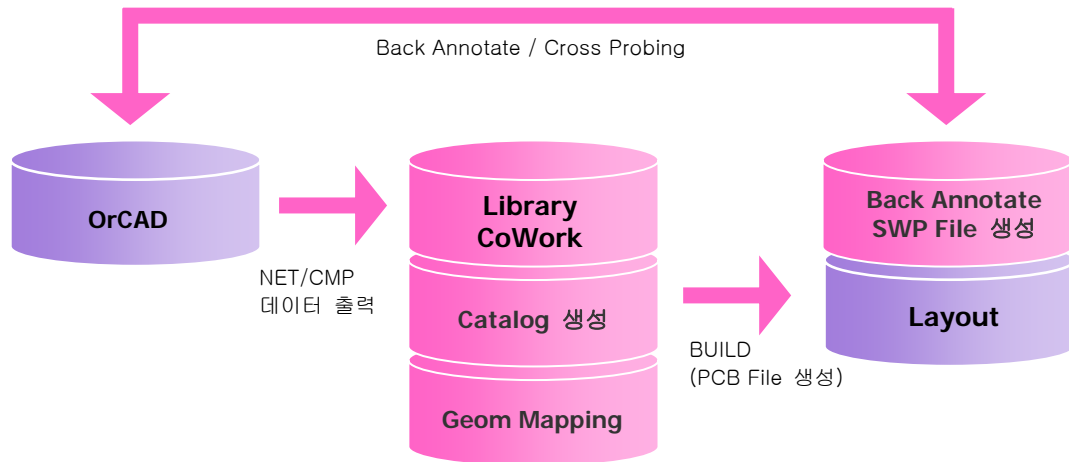 Back Annotate / Cross Probing
OrCAD
NET/CMP
데이터 출력
Library
CoWork
Catalog 생성
Geom Mapping
BUILD
(PCB File 생성)
Back Annotate
SWP File 생성
Layout